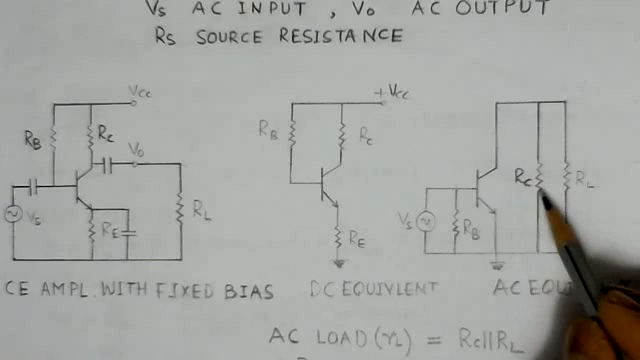 Vs AC INPUT , Vo AC OUTPUT
Rs SOURCE RESISTANCE
Vcc
RB
Rc
Vo
Vs
RE
RL
+ Vcc
RB
Rc
RE
Rc
RL
Vs
RB
CE AMPL. WITH FIXED BIAS
DC EQUIVLENT
AC EQU
AC LOAD (rL) = Rc||RL